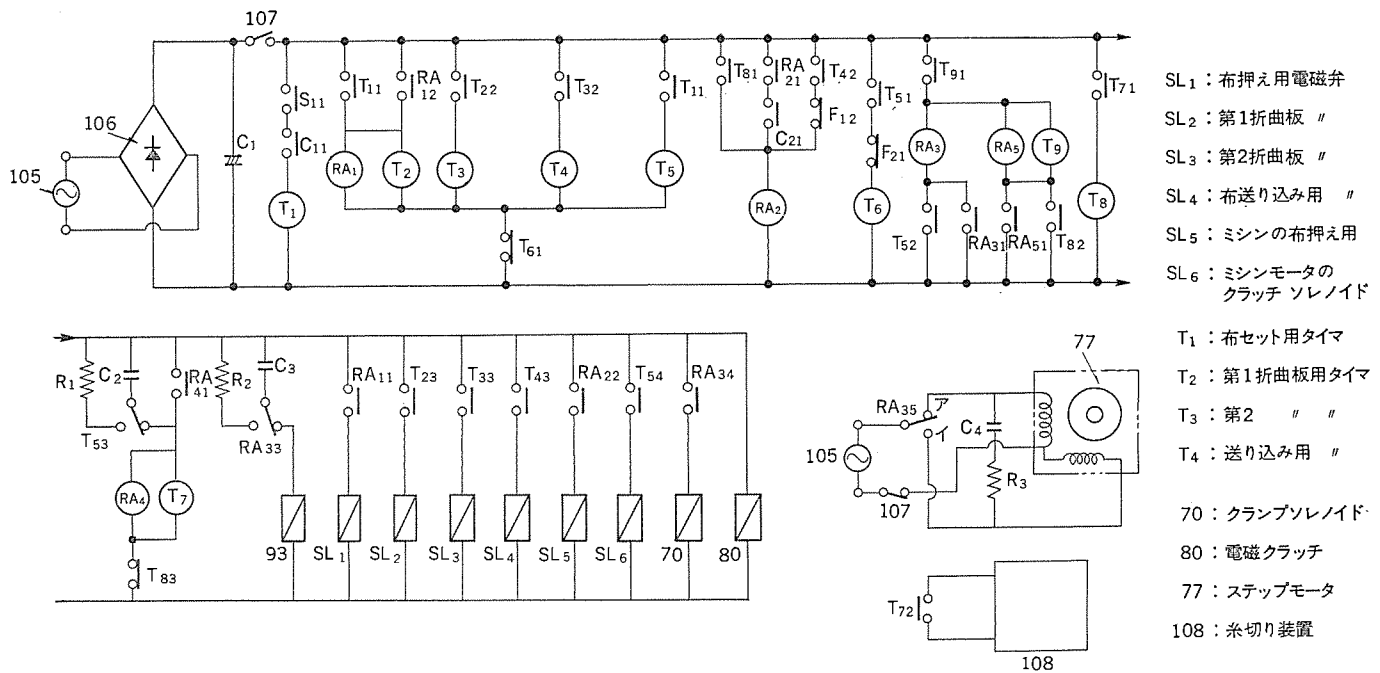 107
106
105
C1
S11
C11
T1
T11
RA12
T22
T32
T11
RA1
T2
T3
T4
T5
T61
T81
RA21
T42
C21
F12
RA2
T51
F21
T6
T91
RA3
RA5
T9
T52
RA31
RA51
T82
T71
T8
SL1：布押え用電磁弁
SL2：第1折曲板 〃
SL3：第2折曲板 〃
SL4：布送り込み用 〃
SL5：ミシンの布押え用
SL6：ミシンモータの
クラッチ ソレノイド
T1：布セット用タイマ
T2：第1折曲板用タイマ
T3：第2 〃 〃
T4：送り込み用 〃
70：クランプソレノイド
80：電磁クラッチ
77：ステップモータ
108：糸切り装置
R1
C2
RA41
R2
C3
T53
RA33
RA4
T7
T83
RA11
T23
T33
T43
RA22
T54
RA34
93
SL1
SL2
SL3
SL4
SL5
SL6
70
80
77
RA35
ア
イ
C4
R3
105
107
T72
108